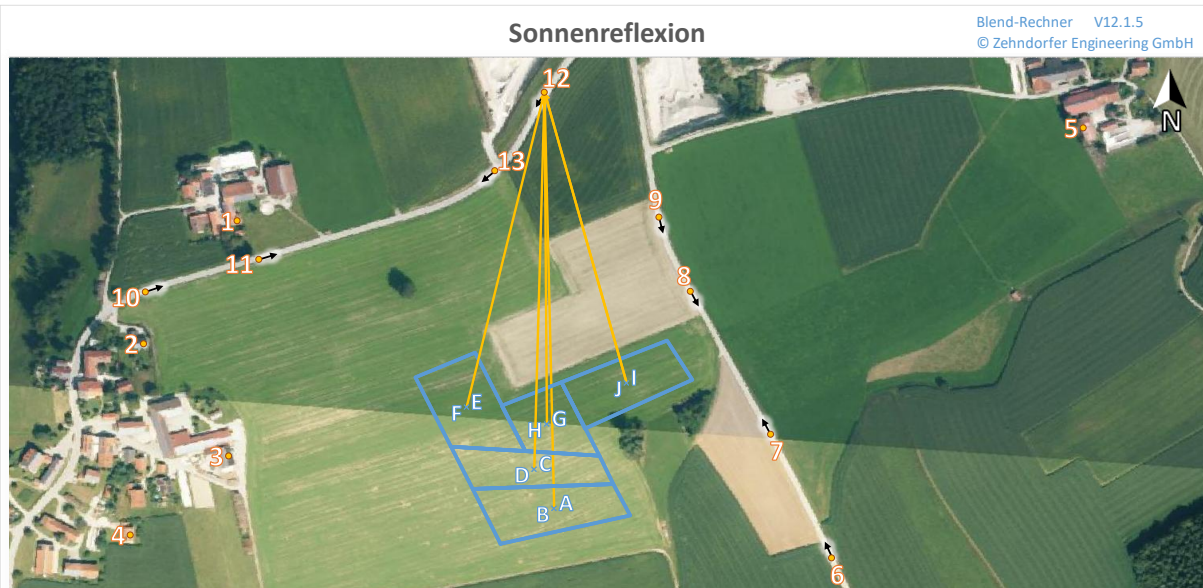 Sonnenreflexion
Blend-Rechner V12.1.5
© Zehndorfer Engineering GmbH
12
N
5
13
1
9
11
8
10
2
I
J
E
F
G
H
7
3
C
D
A
B
4
6